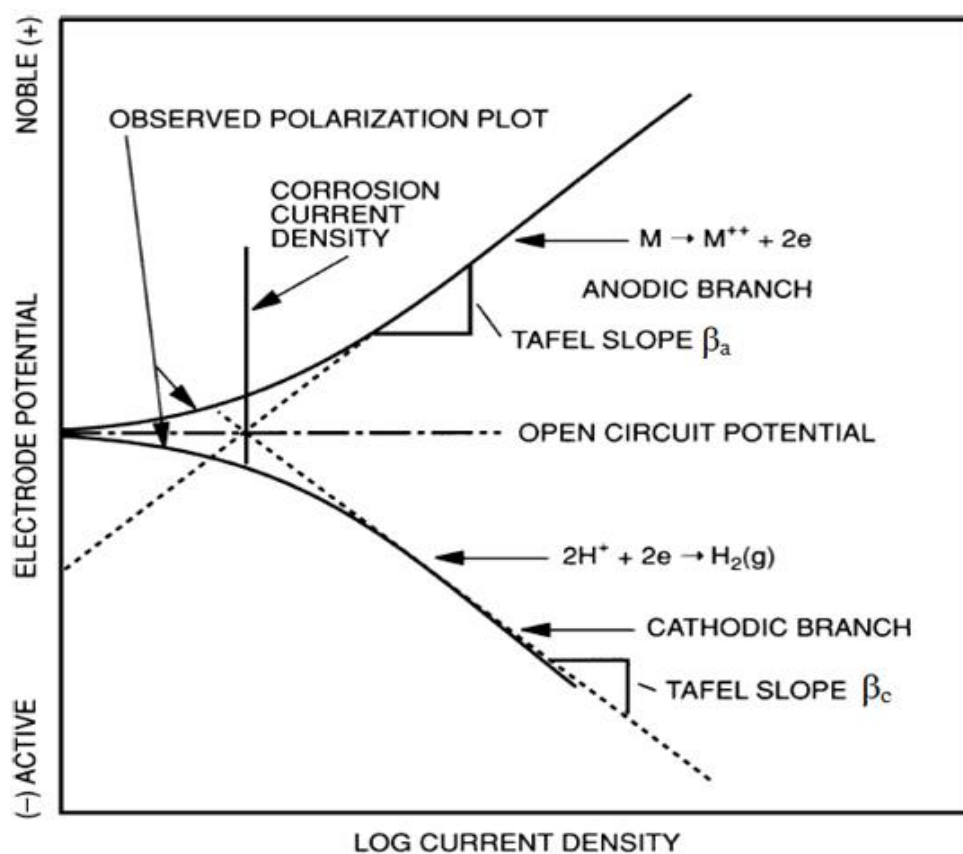 NOBLE (+)
OBSERVED POLARIZATION PLOT
CORROSION
CURRENT
DENSITY
M → M⁺⁺ + 2e
ANODIC BRANCH
TAFEL SLOPE βa
ELECTRODE POTENTIAL
OPEN CIRCUIT POTENTIAL
2H⁺ + 2e → H₂(g)
CATHODIC BRANCH
TAFEL SLOPE βc
(−) ACTIVE
LOG CURRENT DENSITY